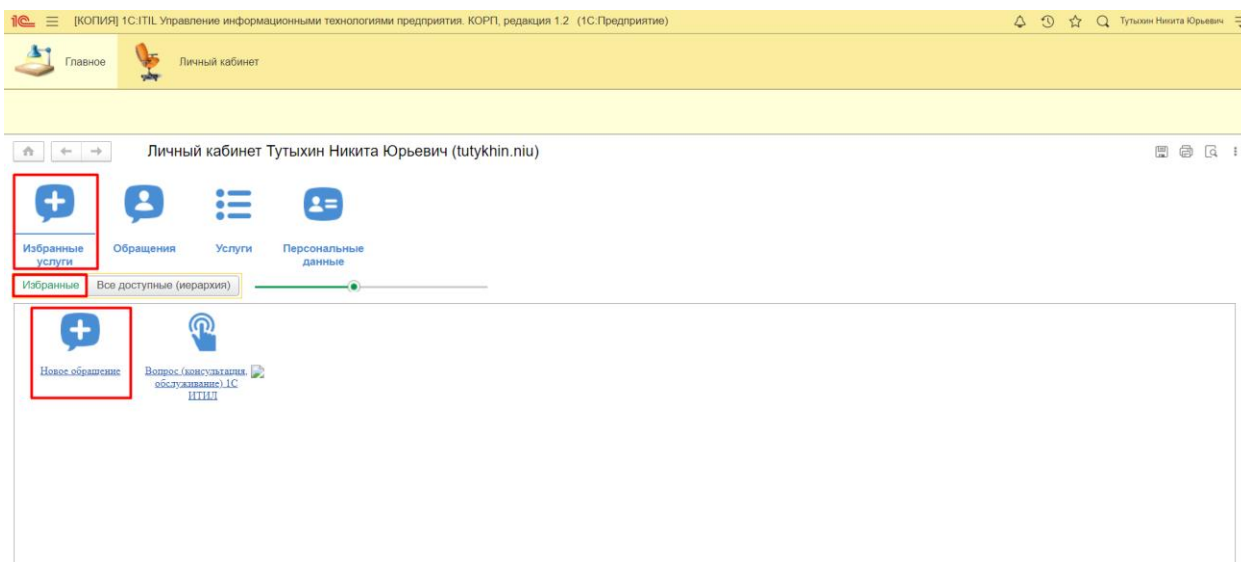 [КОПИЯ] 1C:ITIL Управление информационными технологиями предприятия. КОРП, редакция 1.2 (1С:Предприятие)
Тутыхин Никита Юрьевич
Главное
Личный кабинет
Личный кабинет Тутыхин Никита Юрьевич (tutykhin.niu)
Избранные услуги
Обращения
Услуги
Персональные данные
Избранные
Все доступные (иерархия)
Новое обращение
Вопрос (консультация,
обслуживание) 1С
ИТИЛ